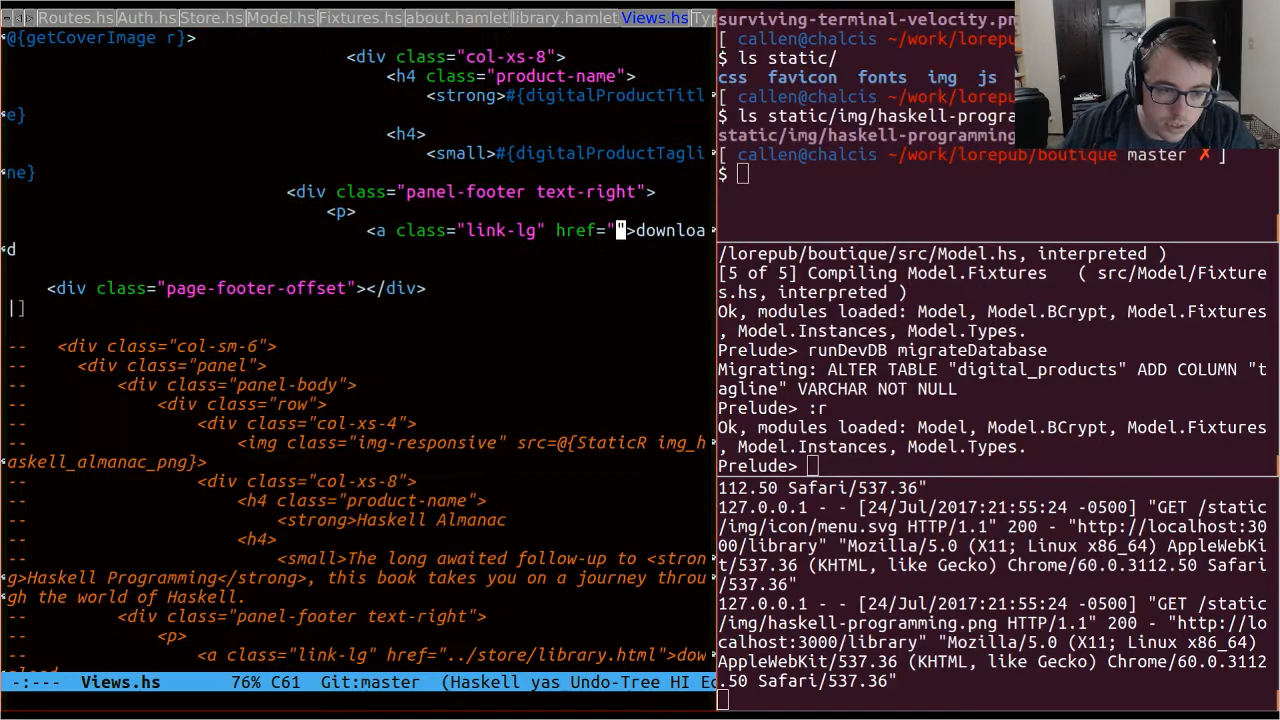 Routes.hs Auth.hs Store.hs Model.hs Fixtures.hs about.hamlet library.hamlet Views.hs Typ
@{getCoverImage r}>
<div class="col-xs-8">
<h4 class="product-name">
<strong>#{digitalProductTitl
e}
<h4>
<small>#{digitalProductTagli
ne}
<div class="panel-footer text-right">
<p>
<a class="link-lg" href="">downloa
d
<div class="page-footer-offset"></div>
|]
-- <div class="col-sm-6">
-- <div class="panel">
-- <div class="panel-body">
-- <div class="row">
-- <div class="col-xs-4">
-- <img class="img-responsive" src=@{StaticR img_h
askell_almanac_png}>
-- <div class="col-xs-8">
-- <h4 class="product-name">
-- <strong>Haskell Almanac
-- <h4>
-- <small>The long awaited follow-up to <stron
g>Haskell Programming</strong>, this book takes you on a journey throu
gh the world of Haskell.
-- <div class="panel-footer text-right">
-- <p>
-- <a class="link-lg" href="../store/library.html">dow
nload
-:--- Views.hs 76% C61 Git:master (Haskell yas Undo-Tree HI Ec
surviving-terminal-velocity.pn
[ callen@chalcis ~/work/lorepub/
$ ls static/
css favicon fonts img js
[ callen@chalcis ~/work/lorepub/
$ ls static/img/haskell-progra
static/img/haskell-programming
[ callen@chalcis ~/work/lorepub/boutique master ✗ ]
$
/lorepub/boutique/src/Model.hs, interpreted )
[5 of 5] Compiling Model.Fixtures ( src/Model/Fixture
s.hs, interpreted )
Ok, modules loaded: Model, Model.BCrypt, Model.Fixtures
, Model.Instances, Model.Types.
Prelude> runDevDB migrateDatabase
Migrating: ALTER TABLE "digital_products" ADD COLUMN "t
agline" VARCHAR NOT NULL
Prelude> :r
Ok, modules loaded: Model, Model.BCrypt, Model.Fixtures
, Model.Instances, Model.Types.
Prelude>
112.50 Safari/537.36"
127.0.0.1 - - [24/Jul/2017:21:55:24 -0500] "GET /static
/img/icon/menu.svg HTTP/1.1" 200 - "http://localhost:30
00/library" "Mozilla/5.0 (X11; Linux x86_64) AppleWebKi
t/537.36 (KHTML, like Gecko) Chrome/60.0.3112.50 Safari
/537.36"
127.0.0.1 - - [24/Jul/2017:21:55:24 -0500] "GET /static
/img/haskell-programming.png HTTP/1.1" 200 - "http://lo
calhost:3000/library" "Mozilla/5.0 (X11; Linux x86_64)
AppleWebKit/537.36 (KHTML, like Gecko) Chrome/60.0.3112
.50 Safari/537.36"